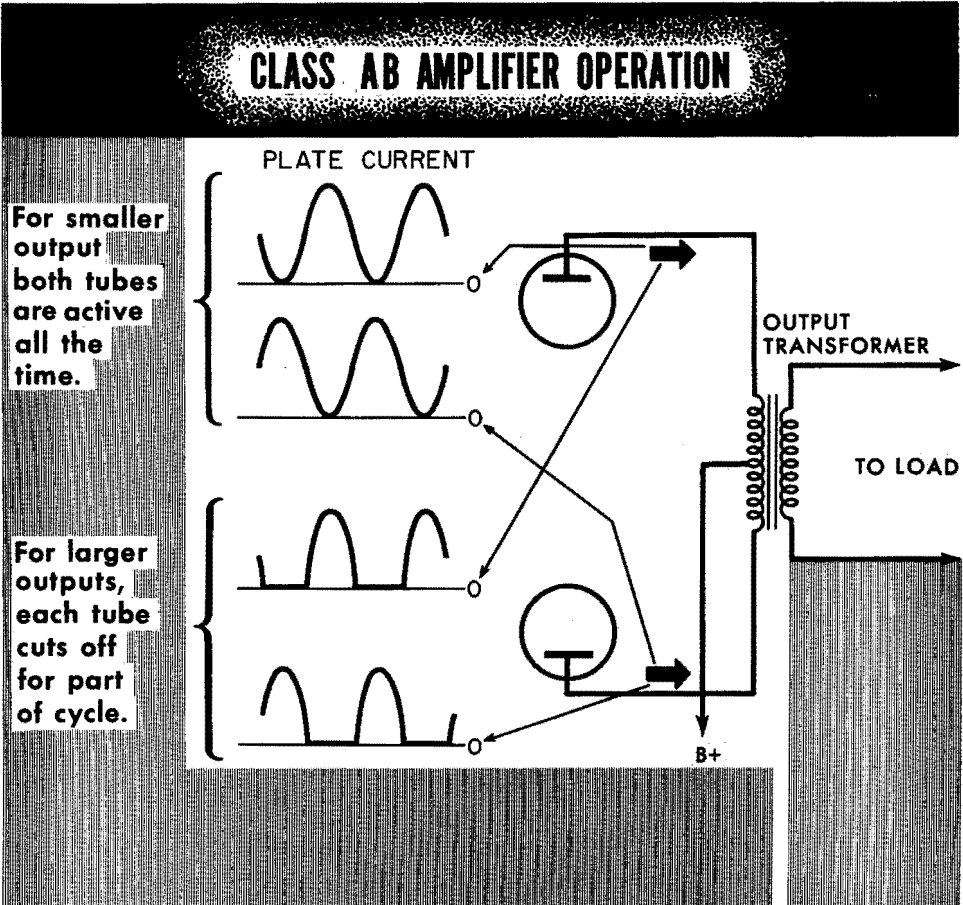 CLASS AB AMPLIFIER OPERATION
PLATE CURRENT
For smaller
output
both tubes
are active
all the
time.
O
O
OUTPUT
TRANSFORMER
TO LOAD
For larger
outputs,
each tube
cuts off
for part
of cycle.
O
O
B+